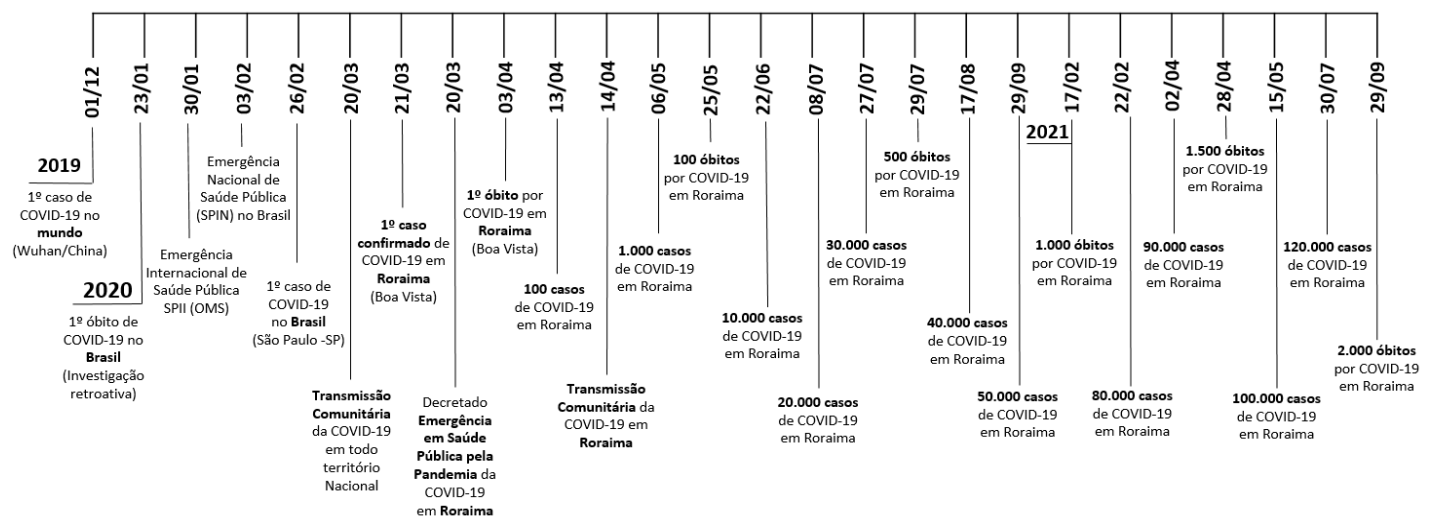 01/12
23/01
30/01
03/02
26/02
20/03
21/03
20/03
03/04
13/04
14/04
06/05
25/05
22/06
08/07
27/07
29/07
17/08
29/09
17/02
22/02
02/04
28/04
15/05
30/07
29/09
2019
1º caso de
COVID-19 no
mundo
(Wuhan/China)
2020
1º óbito de
COVID-19 no
Brasil
(Investigação
retroativa)
Emergência
Internacional de
Saúde Pública
SPII (OMS)
Emergência
Nacional de
Saúde Pública
(SPIN) no Brasil
1º caso de
COVID-19
no Brasil
(São Paulo -SP)
Transmissão
Comunitária
da COVID-19
em todo
território
Nacional
1º caso
confirmado de
COVID-19 em
Roraima
(Boa Vista)
Decretado
Emergência
em Saúde
Pública pela
Pandemia da
COVID-19
em Roraima
1º óbito por
COVID-19 em
Roraima
(Boa Vista)
100 casos
de COVID-19
em Roraima
Transmissão
Comunitária da
COVID-19 em
Roraima
1.000 casos
de COVID-19
em Roraima
100 óbitos
por COVID-19
em Roraima
10.000 casos
de COVID-19
em Roraima
20.000 casos
de COVID-19
em Roraima
30.000 casos
de COVID-19
em Roraima
500 óbitos
por COVID-19
em Roraima
40.000 casos
de COVID-19
em Roraima
50.000 casos
de COVID-19
em Roraima
2021
1.000 óbitos
por COVID-19
em Roraima
80.000 casos
de COVID-19
em Roraima
90.000 casos
de COVID-19
em Roraima
1.500 óbitos
por COVID-19
em Roraima
100.000 casos
de COVID-19
em Roraima
120.000 casos
de COVID-19
em Roraima
2.000 óbitos
por COVID-19
em Roraima